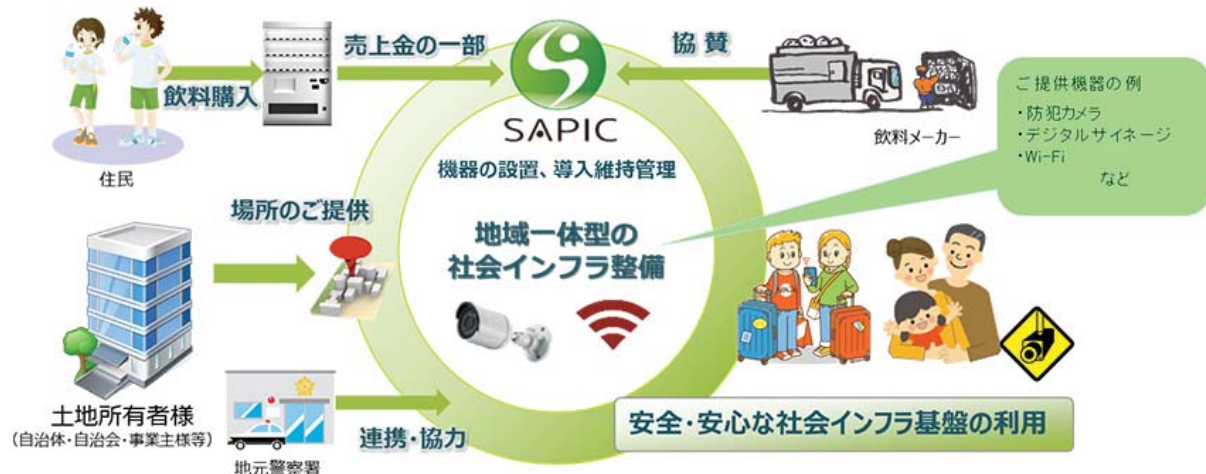 売上金の一部
協賛
飲料購入
SAPIC
住民
飲料メーカー
ご提供機器の例
・防犯カメラ
・デジタルサイネージ
・Wi-Fi
など
機器の設置、導入維持管理
場所のご提供
地域一体型の
社会インフラ整備
土地所有者様
（自治体・自治会・事業主様等）
地元警察署
連携・協力
安全・安心な社会インフラ基盤の利用